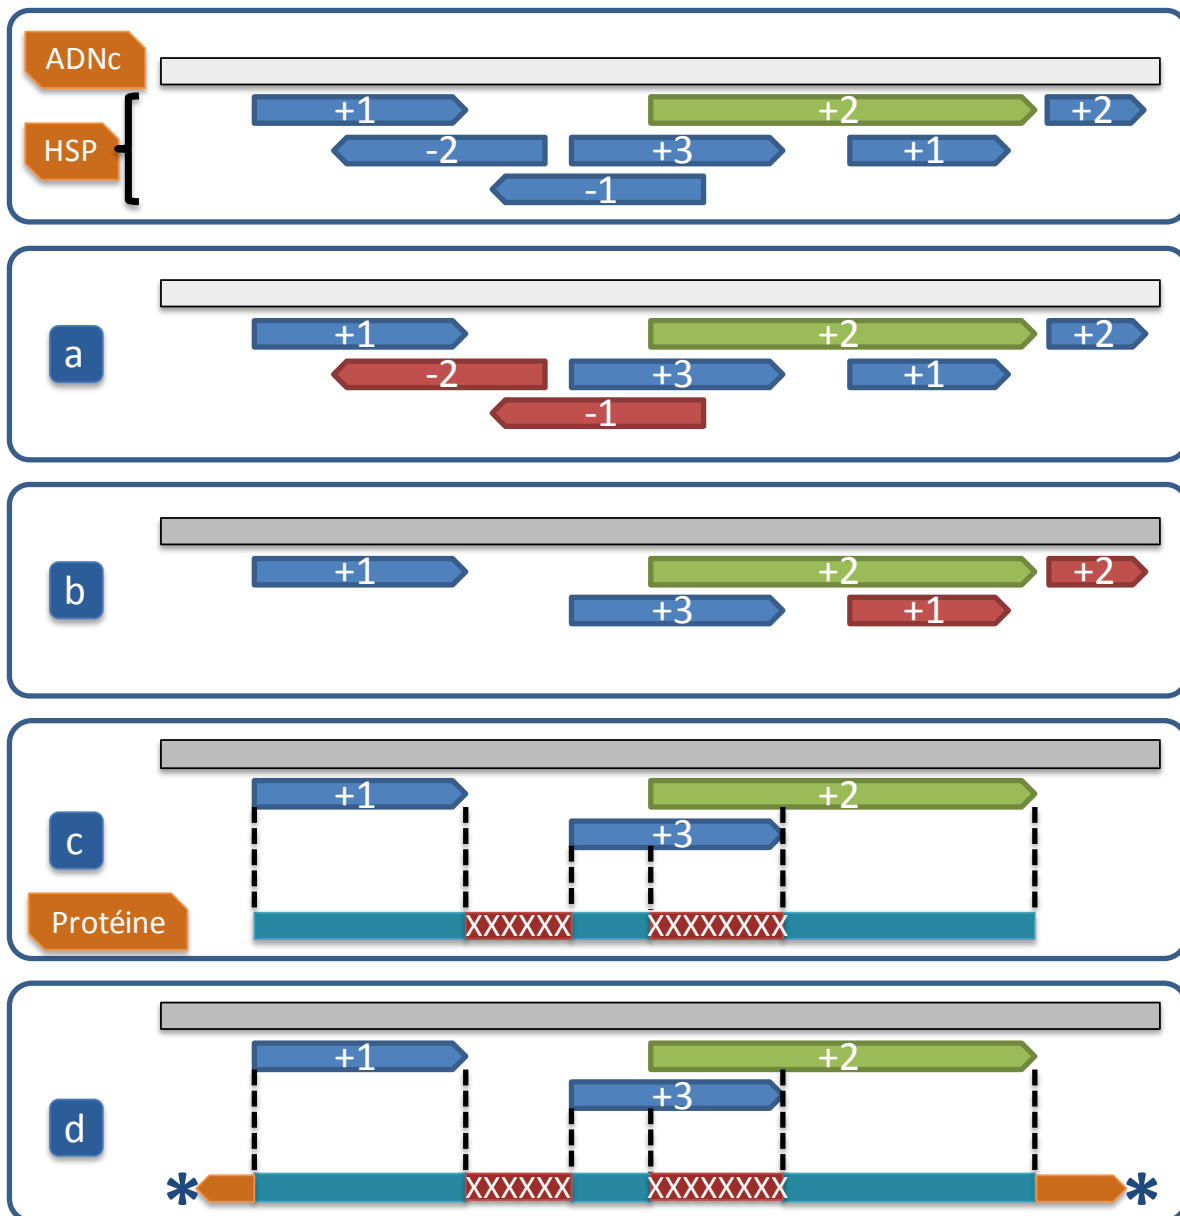 ADNc
+1 +2 +2
HSP
-2 +3 +1
-1
+1 +2 +2
a
-2 +3 +1
-1
+1 +2 +2
b
+3 +1
+1 +2
c
+3
Protéine
XXXXXX XXXXXXXX
+1 +2
+3
d
* XXXXXX XXXXXXXX *